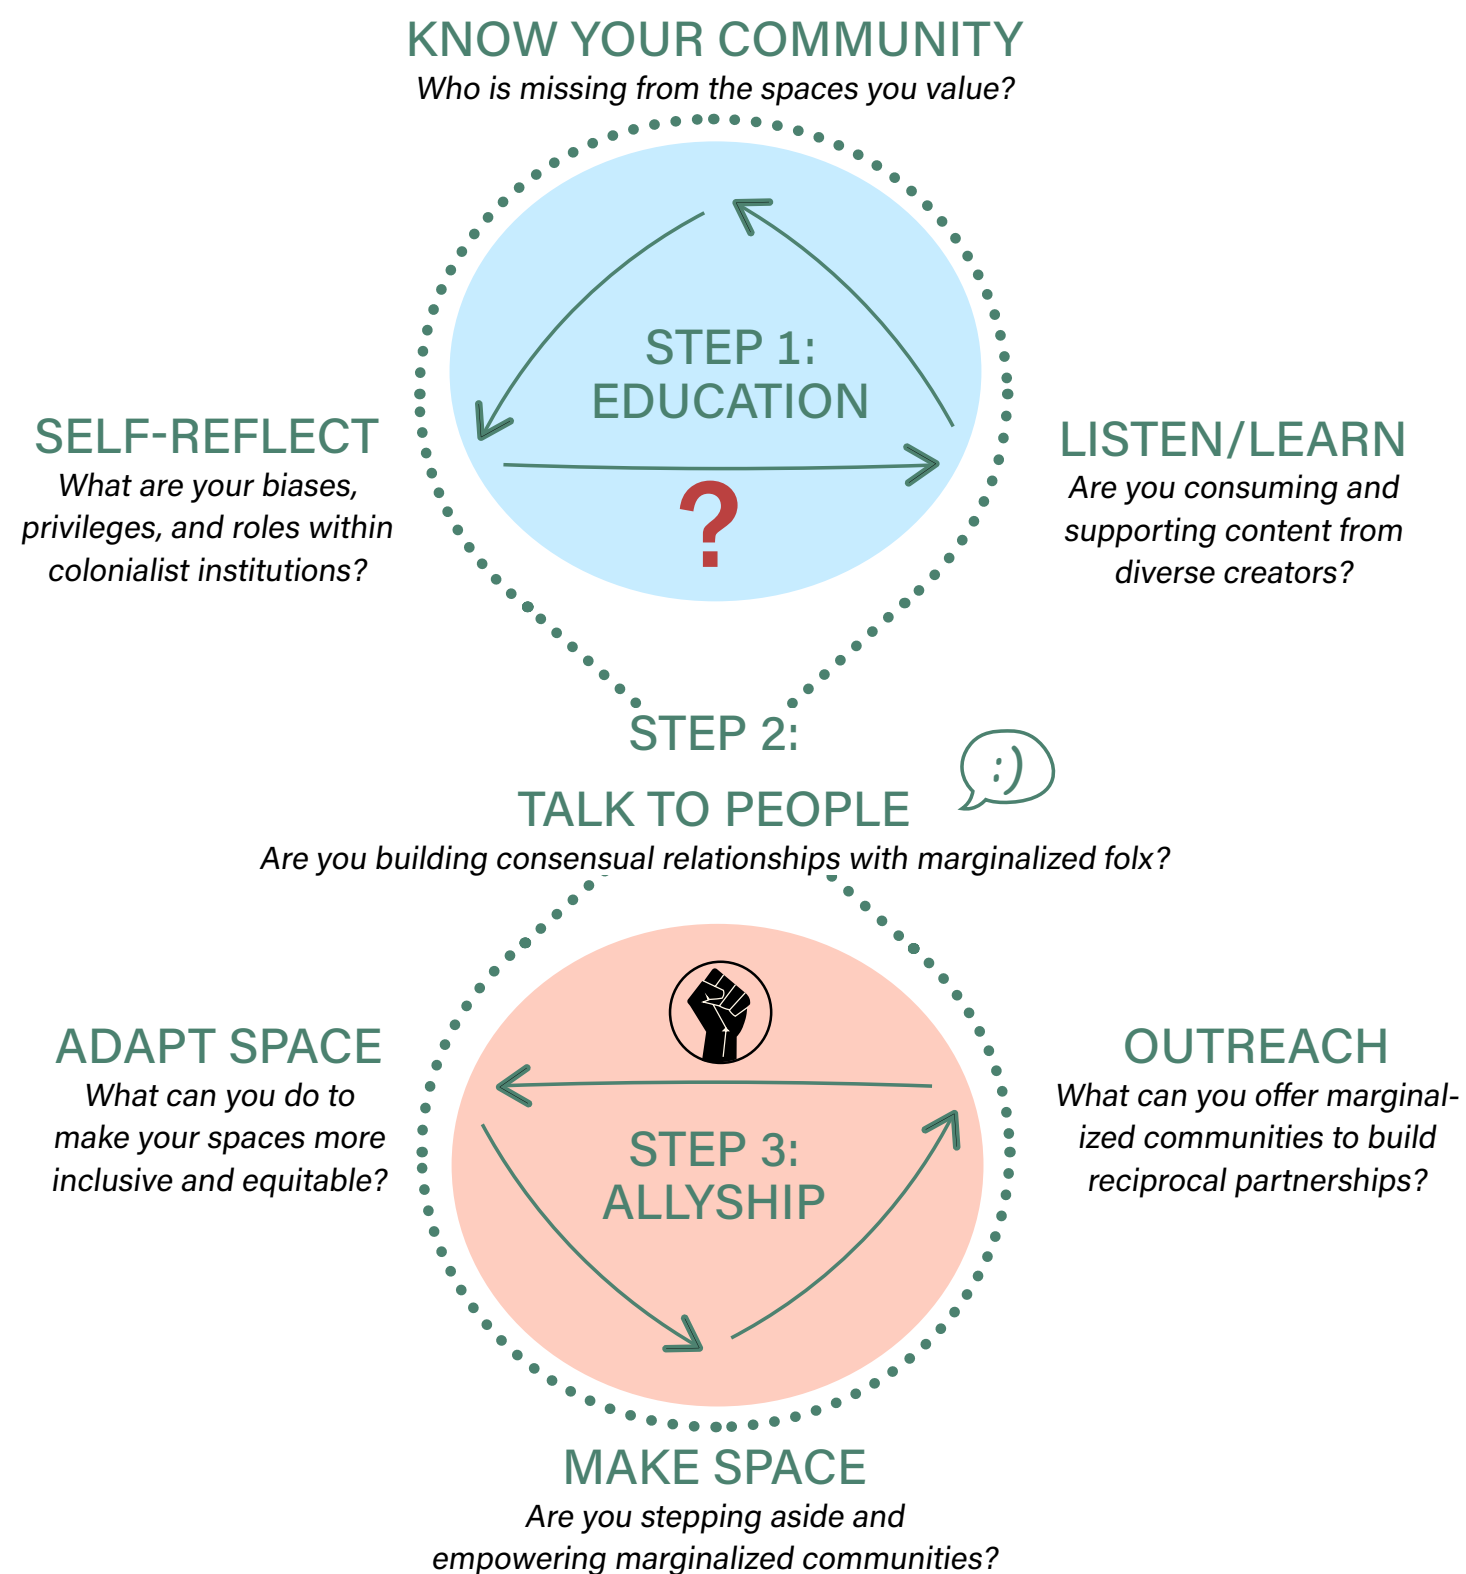 KNOW YOUR COMMUNITY
Who is missing from the spaces you value?
STEP 1:
EDUCATION
?
SELF-REFLECT
What are your biases,
privileges, and roles within
colonialist institutions?
LISTEN/LEARN
Are you consuming and
supporting content from
diverse creators?
STEP 2:
:)
TALK TO PEOPLE
Are you building consensual relationships with marginalized folx?
ADAPT SPACE
What can you do to
make your spaces more
inclusive and equitable?
STEP 3:
ALLYSHIP
OUTREACH
What can you offer marginal-
ized communities to build
reciprocal partnerships?
MAKE SPACE
Are you stepping aside and
empowering marginalized communities?